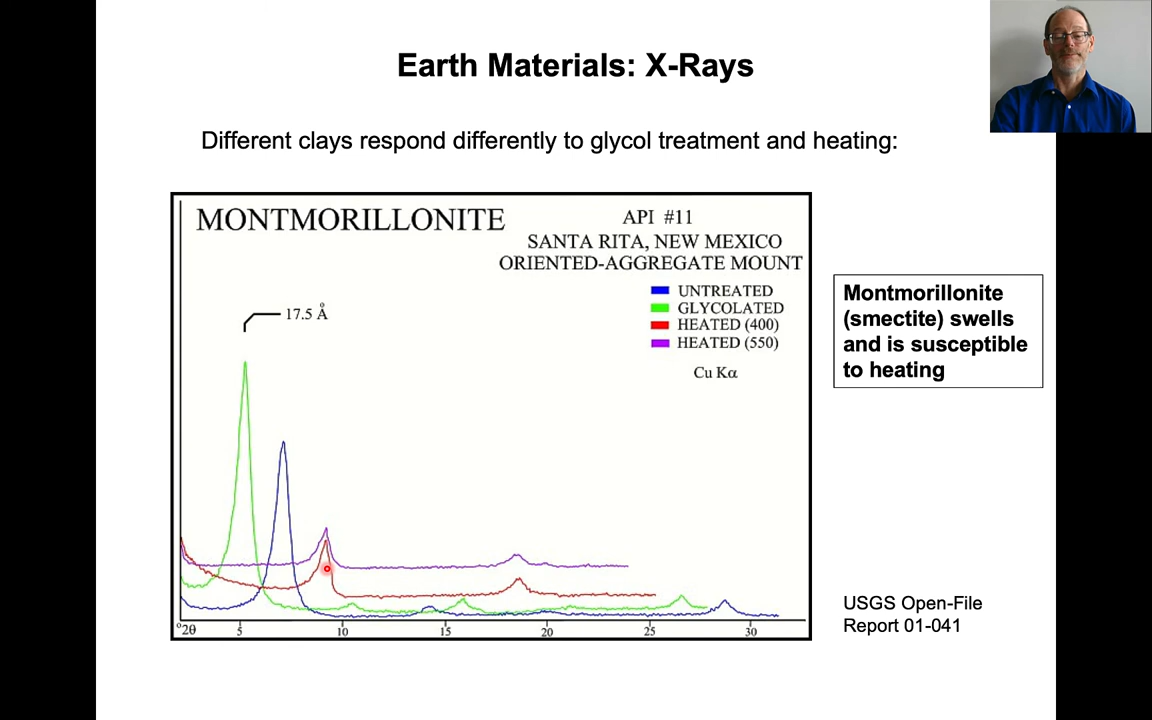 Earth Materials: X-Rays
Different clays respond differently to glycol treatment and heating:
MONTMORILLONITE
API #11
SANTA RITA, NEW MEXICO
ORIENTED-AGGREGATE MOUNT
UNTREATED
GLYCOLATED
HEATED (400)
HEATED (550)
Cu Kα
17.5 Å
Montmorillonite
(smectite) swells
and is susceptible
to heating
USGS Open-File
Report 01-041
°2θ 5 10 15 20 25 30